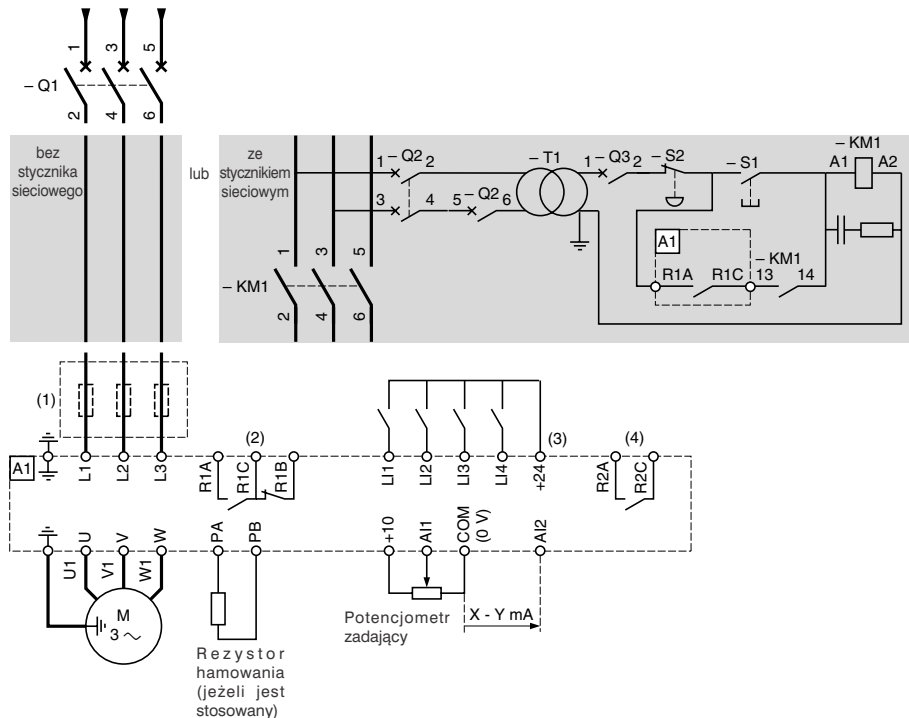 1 3 5
– Q1
2 4 6
bez
stycznika
sieciowego
lub
ze
stycznikiem
sieciowym
1 – Q2 2
3 4 5 – Q2 6
– T1
1 – Q3 2
– S2
– S1
– KM1
A1 A2
A1
R1A R1C
– KM1
13 14
1 3 5
– KM1
2 4 6
(1)
(2)
(3)
(4)
A1
L1 L2 L3
R1A R1C R1B
LI1 LI2 LI3 LI4 +24
R2A R2C
U V W
PA PB
+10 AI1 COM (0 V) AI2
U1 V1 W1
M
3 ~
Rezystor
hamowania
(jeżeli jest
stosowany)
Potencjometr
zadający
X - Y mA